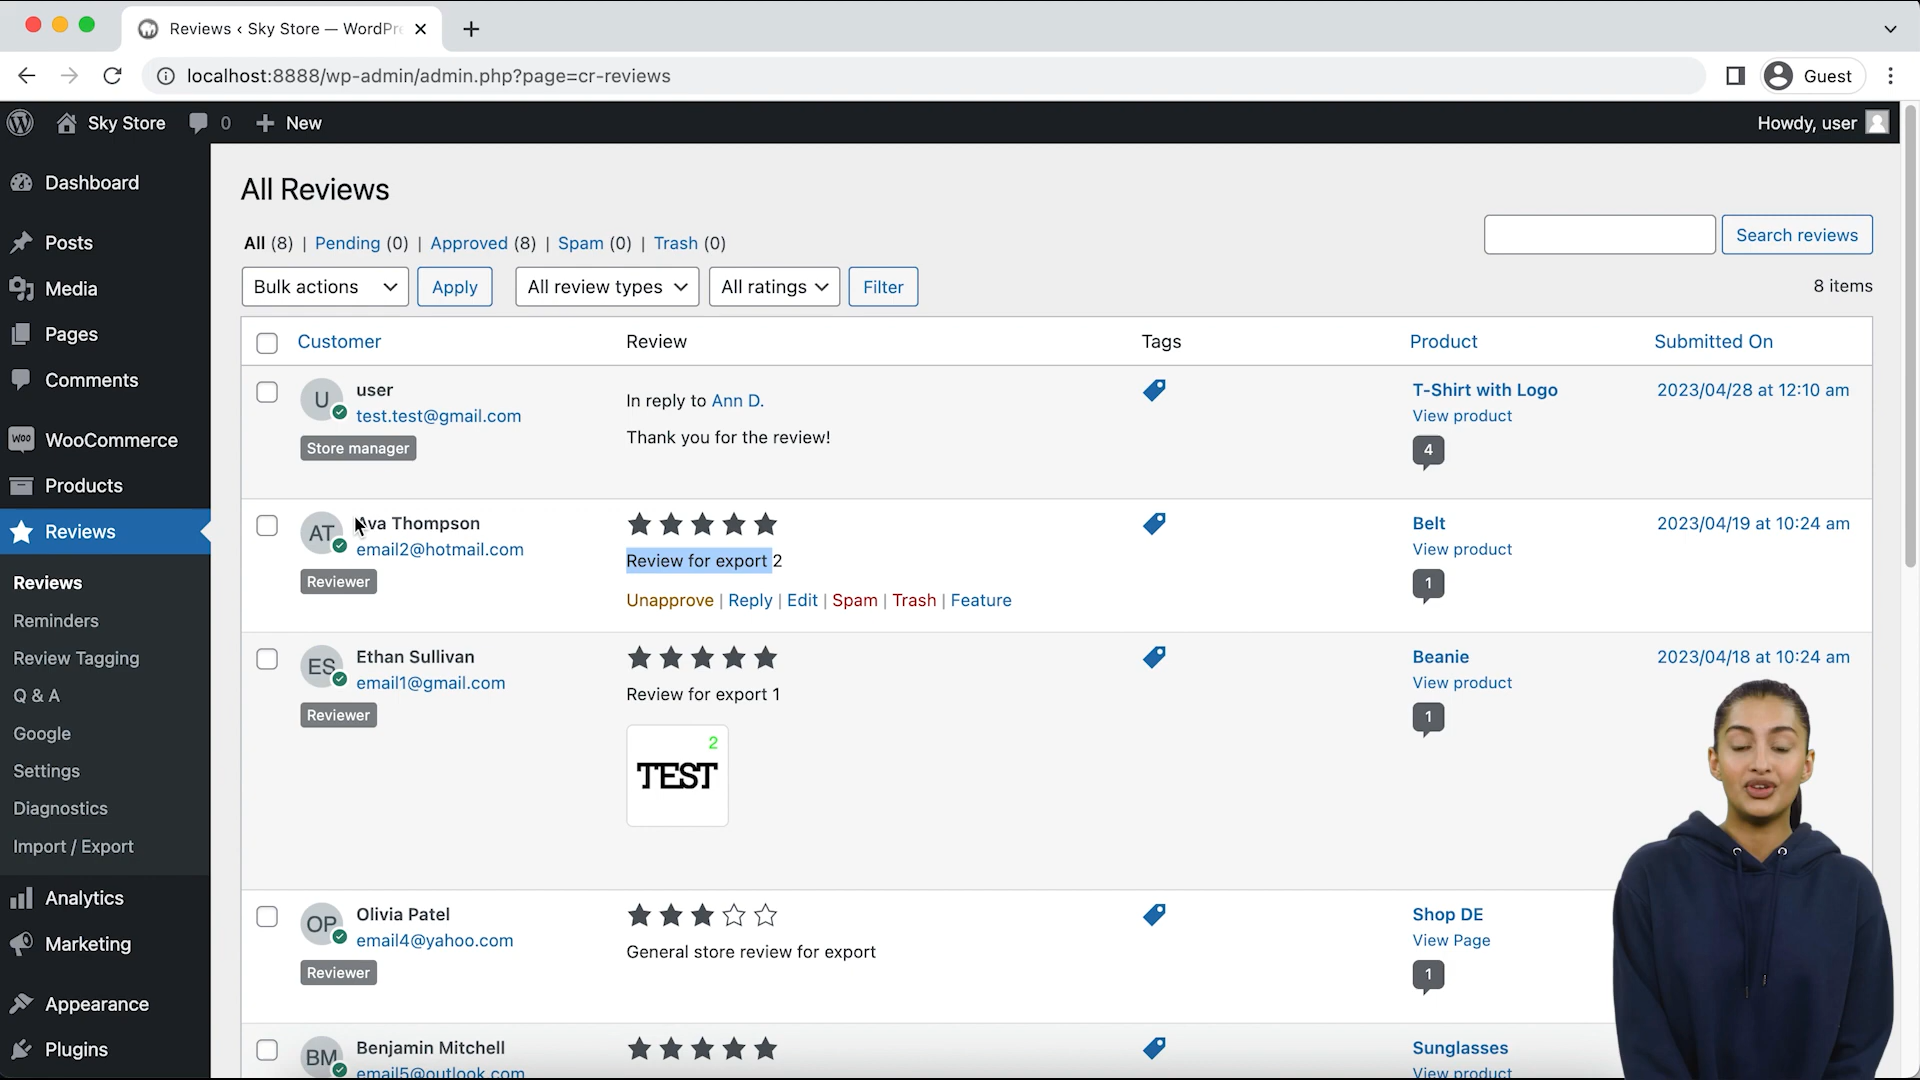 Reviews ‹ Sky Store — WordPr
localhost:8888/wp-admin/admin.php?page=cr-reviews
Guest
Sky Store
0
New
Howdy, user
Dashboard
Posts
Media
Pages
Comments
WooCommerce
Products
Reviews
Reviews
Reminders
Review Tagging
Q & A
Google
Settings
Diagnostics
Import / Export
Analytics
Marketing
Appearance
Plugins
All Reviews
All (8) | Pending (0) | Approved (8) | Spam (0) | Trash (0)
Search reviews
Bulk actions
Apply
All review types
All ratings
Filter
8 items
Customer
Review
Tags
Product
Submitted On
U
user
test.test@gmail.com
Store manager
In reply to Ann D.
Thank you for the review!
T-Shirt with Logo
View product
4
2023/04/28 at 12:10 am
AT
Ava Thompson
email2@hotmail.com
Reviewer
Review for export 2
Unapprove | Reply | Edit | Spam | Trash | Feature
Belt
View product
1
2023/04/19 at 10:24 am
ES
Ethan Sullivan
email1@gmail.com
Reviewer
Review for export 1
2
TEST
Beanie
View product
1
2023/04/18 at 10:24 am
OP
Olivia Patel
email4@yahoo.com
Reviewer
General store review for export
Shop DE
View Page
1
BM
Benjamin Mitchell
email5@outlook.com
Sunglasses
View product